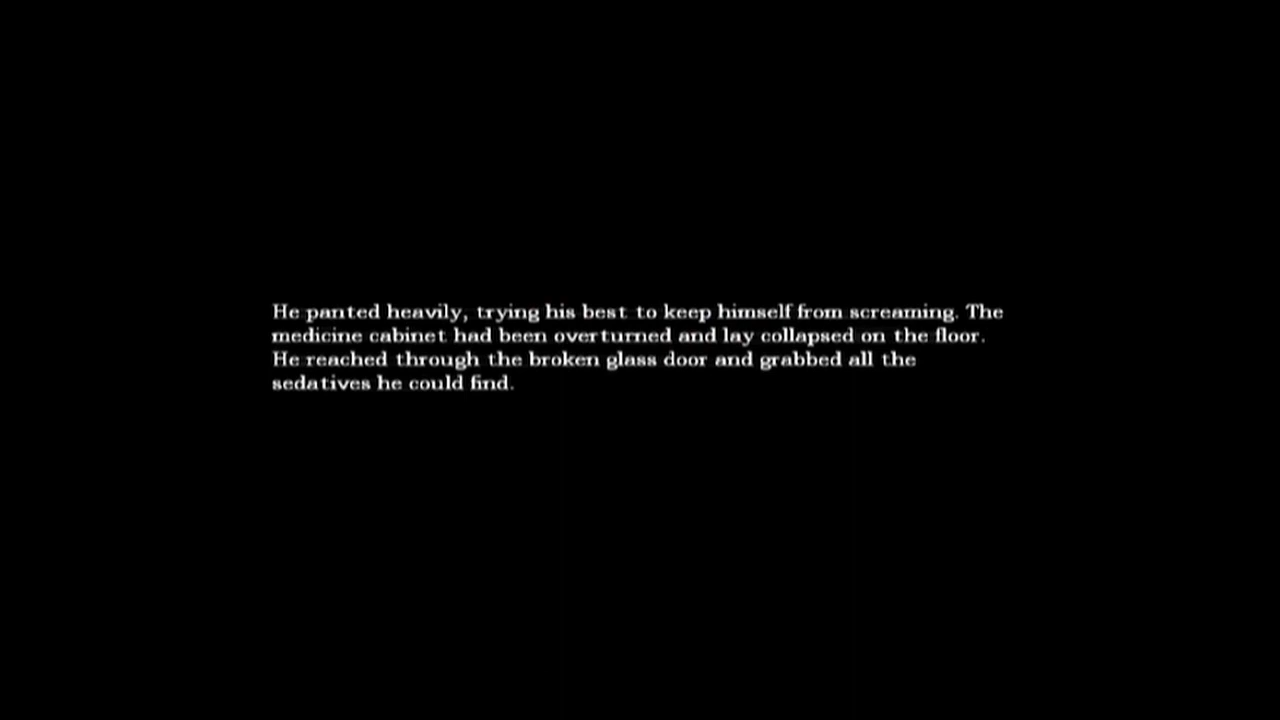 He panted heavily, trying his best to keep himself from screaming. The
medicine cabinet had been overturned and lay collapsed on the floor.
He reached through the broken glass door and grabbed all the
sedatives he could find.